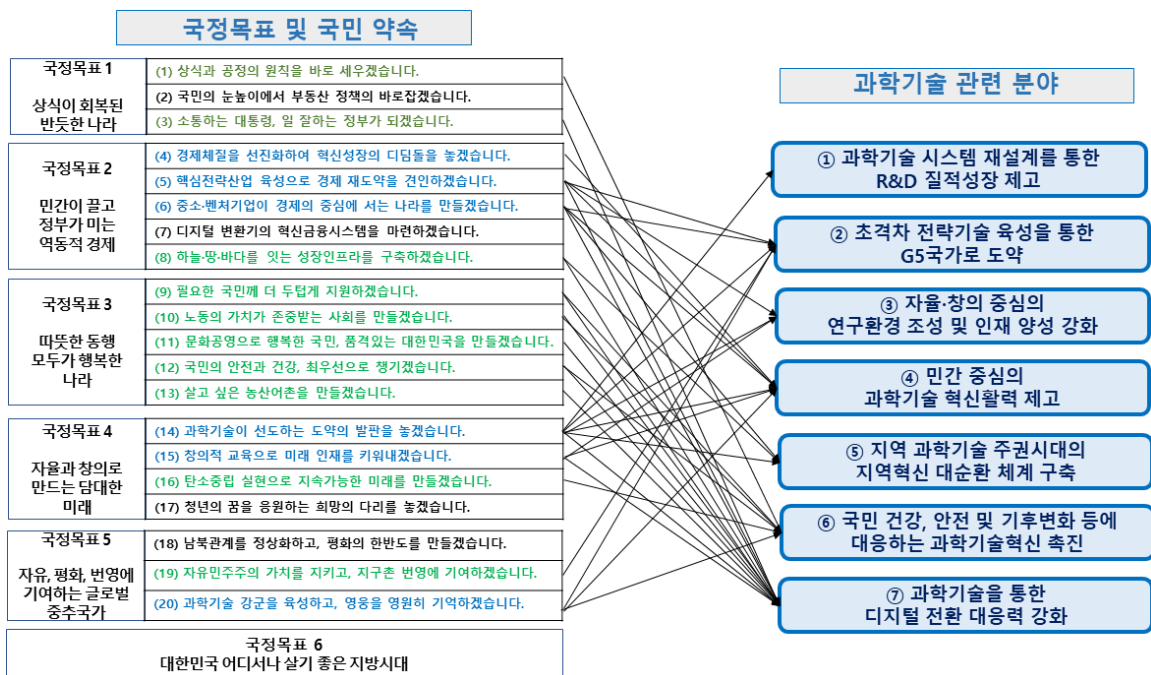 국정목표 및 국민 약속
국정목표 1
상식이 회복된
반듯한 나라
(1) 상식과 공정의 원칙을 바로 세우겠습니다.
(2) 국민의 눈높이에서 부동산 정책의 바로잡겠습니다.
(3) 소통하는 대통령, 일 잘하는 정부가 되겠습니다.
국정목표 2
민간이 끌고
정부가 미는
역동적 경제
(4) 경제체질을 선진화하여 혁신성장의 디딤돌을 놓겠습니다.
(5) 핵심전략산업 육성으로 경제 재도약을 견인하겠습니다.
(6) 중소·벤처기업이 경제의 중심에 서는 나라를 만들겠습니다.
(7) 디지털 변환기의 혁신금융시스템을 마련하겠습니다.
(8) 하늘·땅·바다를 잇는 성장인프라를 구축하겠습니다.
국정목표 3
따뜻한 동행
모두가 행복한
나라
(9) 필요한 국민께 더 두텁게 지원하겠습니다.
(10) 노동의 가치가 존중받는 사회를 만들겠습니다.
(11) 문화공영으로 행복한 국민, 품격있는 대한민국을 만들겠습니다.
(12) 국민의 안전과 건강, 최우선으로 챙기겠습니다.
(13) 살고 싶은 농산어촌을 만들겠습니다.
국정목표 4
자율과 창의로
만드는 담대한
미래
(14) 과학기술이 선도하는 도약의 발판을 놓겠습니다.
(15) 창의적 교육으로 미래 인재를 키워내겠습니다.
(16) 탄소중립 실현으로 지속가능한 미래를 만들겠습니다.
(17) 청년의 꿈을 응원하는 희망의 다리를 놓겠습니다.
국정목표 5
자유, 평화, 번영에
기여하는 글로벌
중추국가
(18) 남북관계를 정상화하고, 평화의 한반도를 만들겠습니다.
(19) 자유민주주의 가치를 지키고, 지구촌 번영에 기여하겠습니다.
(20) 과학기술 강군을 육성하고, 영웅을 영원히 기억하겠습니다.
국정목표 6
대한민국 어디서나 살기 좋은 지방시대
과학기술 관련 분야
① 과학기술 시스템 재설계를 통한
R&D 질적성장 제고
② 초격차 전략기술 육성을 통한
G5국가로 도약
③ 자율·창의 중심의
연구환경 조성 및 인재 양성 강화
④ 민간 중심의
과학기술 혁신활력 제고
⑤ 지역 과학기술 주권시대의
지역혁신 대순환 체계 구축
⑥ 국민 건강, 안전 및 기후변화 등에
대응하는 과학기술혁신 촉진
⑦ 과학기술을 통한
디지털 전환 대응력 강화